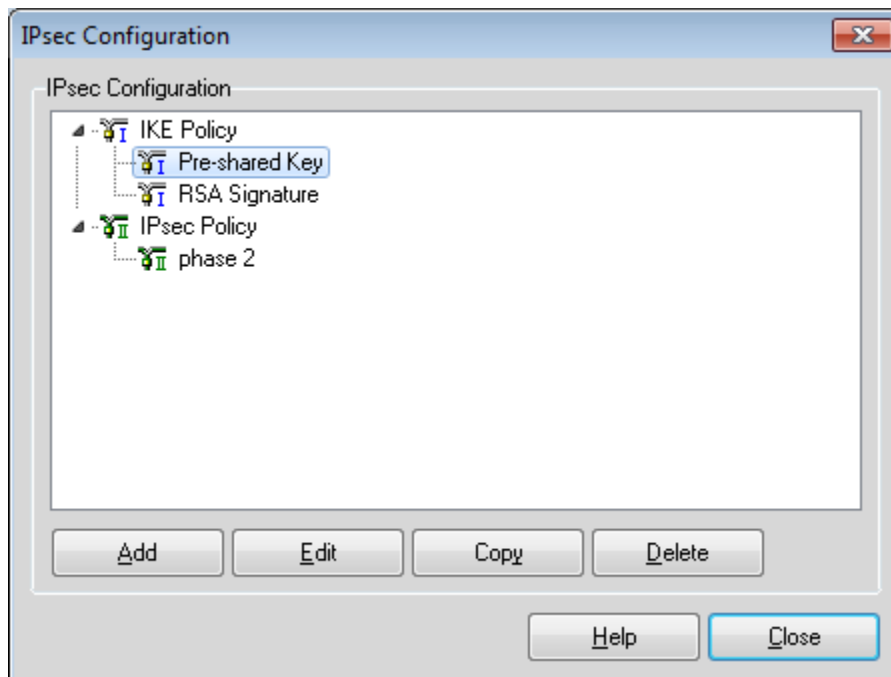 IPsec Configuration
IPsec Configuration
IKE Policy
Pre-shared Key
RSA Signature
IPsec Policy
phase 2
Add Edit Copy Delete
Help Close